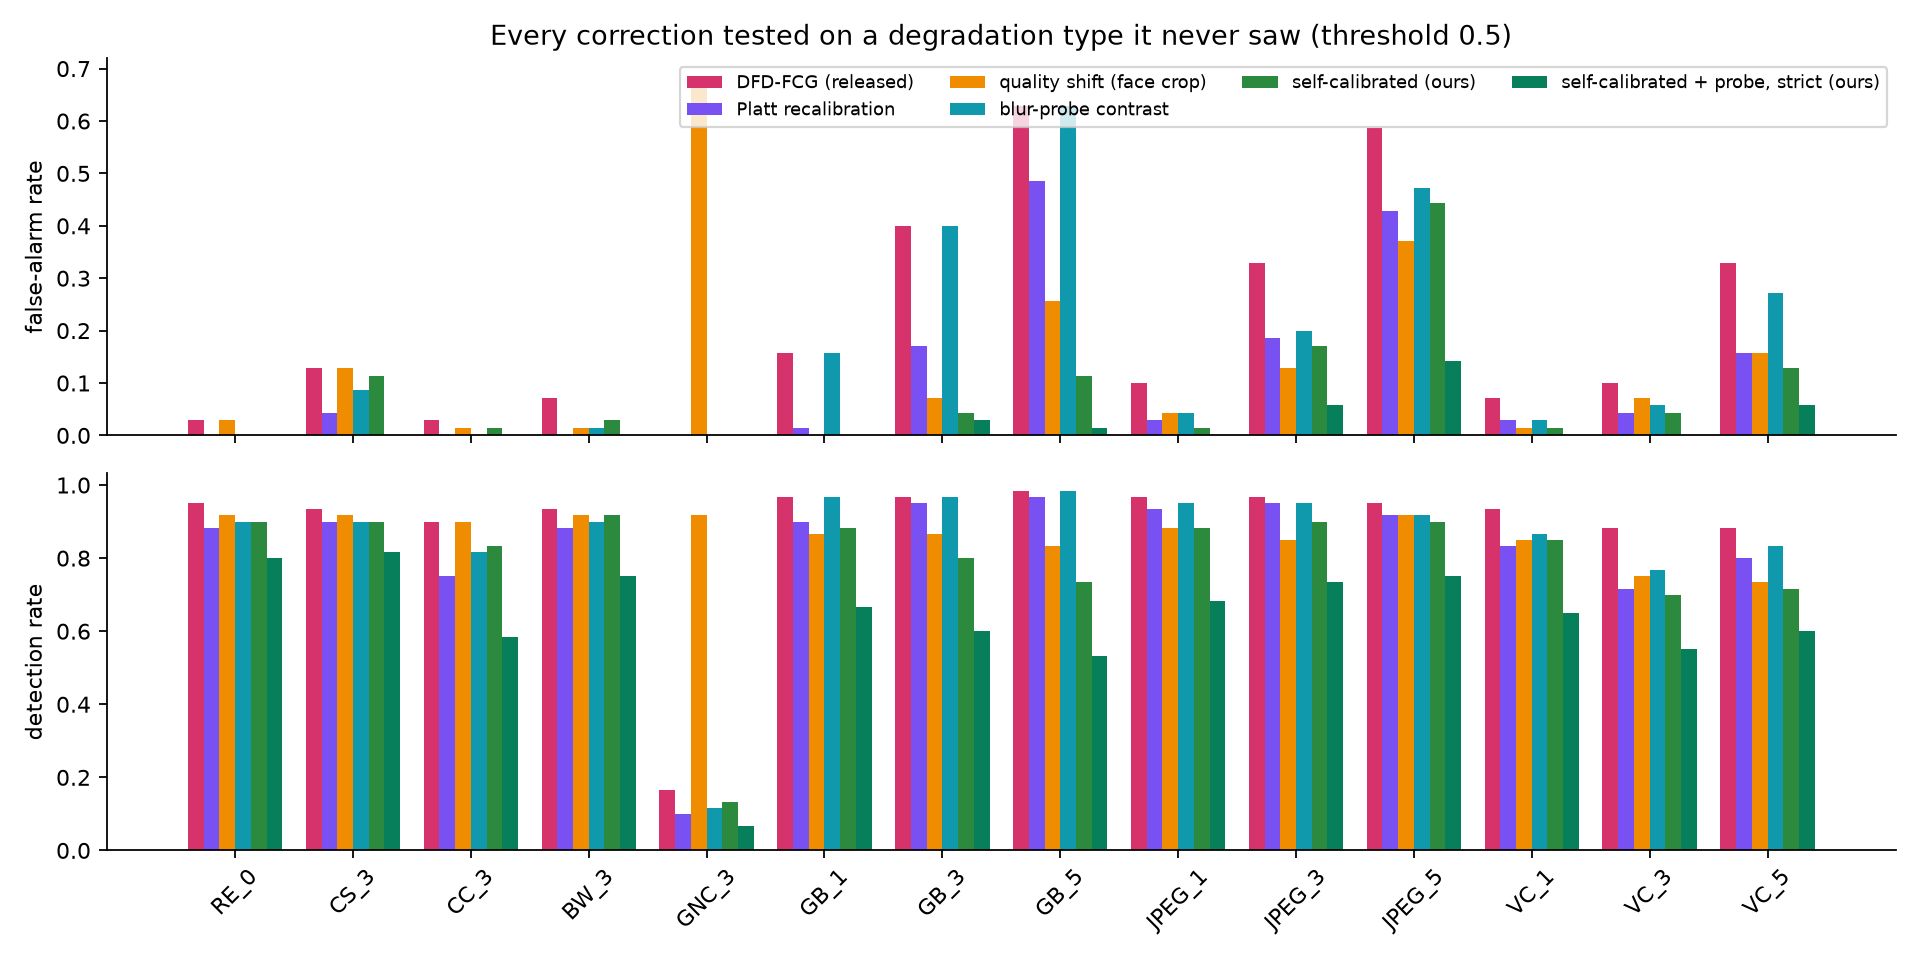 Every correction tested on a degradation type it never saw (threshold 0.5)
DFD-FCG (released)
Platt recalibration
quality shift (face crop)
blur-probe contrast
self-calibrated (ours)
self-calibrated + probe, strict (ours)
false-alarm rate
0.7
0.6
0.5
0.4
0.3
0.2
0.1
0.0
detection rate
1.0
0.8
0.6
0.4
0.2
0.0
RE_0
CS_3
CC_3
BW_3
GNC_3
GB_1
GB_3
GB_5
JPEG_1
JPEG_3
JPEG_5
VC_1
VC_3
VC_5